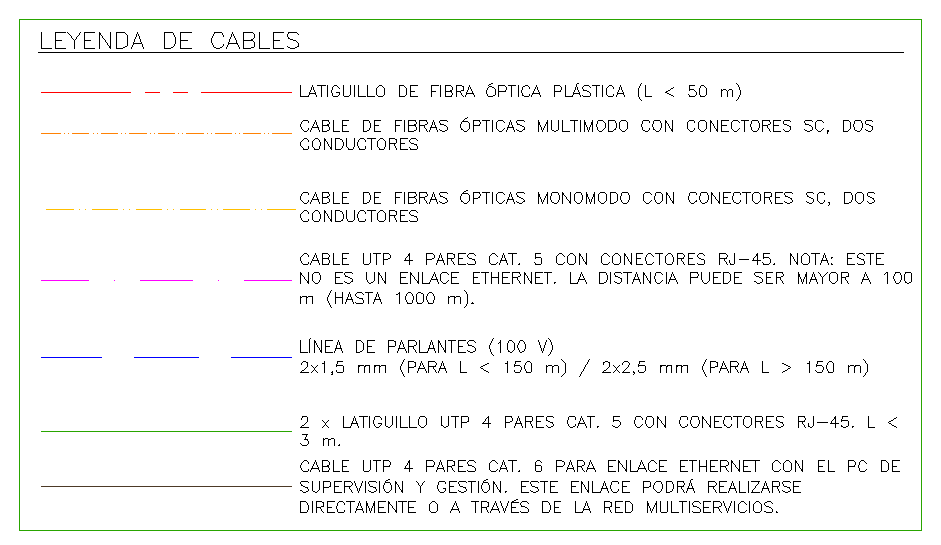 LEYENDA DE CABLES
LATIGUILLO DE FIBRA ÓPTICA PLÁSTICA (L < 50 m)
CABLE DE FIBRAS ÓPTICAS MULTIMODO CON CONECTORES SC, DOS
CONDUCTORES
CABLE DE FIBRAS ÓPTICAS MONOMODO CON CONECTORES SC, DOS
CONDUCTORES
CABLE UTP 4 PARES CAT. 5 CON CONECTORES RJ-45. NOTA: ESTE
NO ES UN ENLACE ETHERNET. LA DISTANCIA PUEDE SER MAYOR A 100
m (HASTA 1000 m).
LÍNEA DE PARLANTES (100 V)
2x1,5 mm (PARA L < 150 m) / 2x2,5 mm (PARA L > 150 m)
2 x LATIGUILLO UTP 4 PARES CAT. 5 CON CONECTORES RJ-45. L <
3 m.
CABLE UTP 4 PARES CAT. 6 PARA ENLACE ETHERNET CON EL PC DE
SUPERVISIÓN Y GESTIÓN. ESTE ENLACE PODRÁ REALIZARSE
DIRECTAMENTE O A TRAVÉS DE LA RED MULTISERVICIOS.